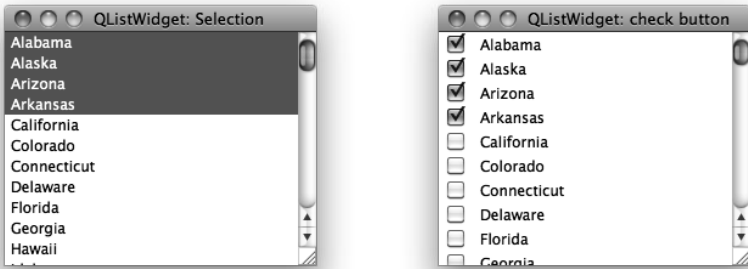 QListWidget: Selection
Alabama
Alaska
Arizona
Arkansas
California
Colorado
Connecticut
Delaware
Florida
Georgia
Hawaii
QListWidget: check button
Alabama
Alaska
Arizona
Arkansas
California
Colorado
Connecticut
Delaware
Florida
Georgia